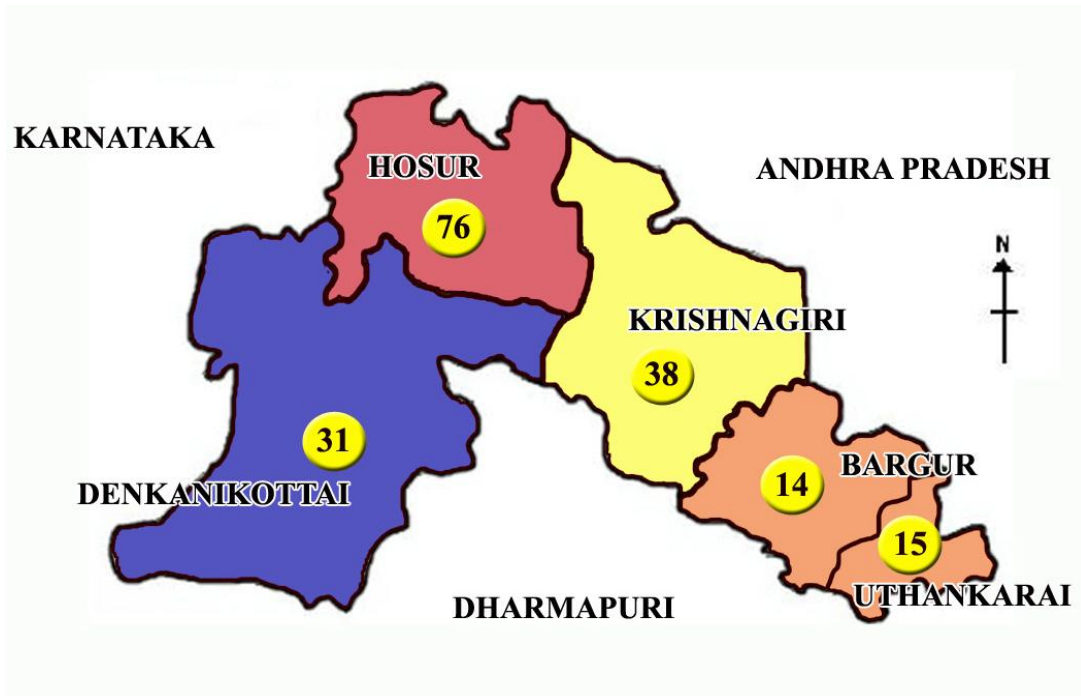 KARNATAKA
HOSUR
ANDHRA PRADESH
76
N
KRISHNAGIRI
38
31
BARGUR
DENKANIKOTTAI
14
15
UTHANKARAI
DHARMAPURI